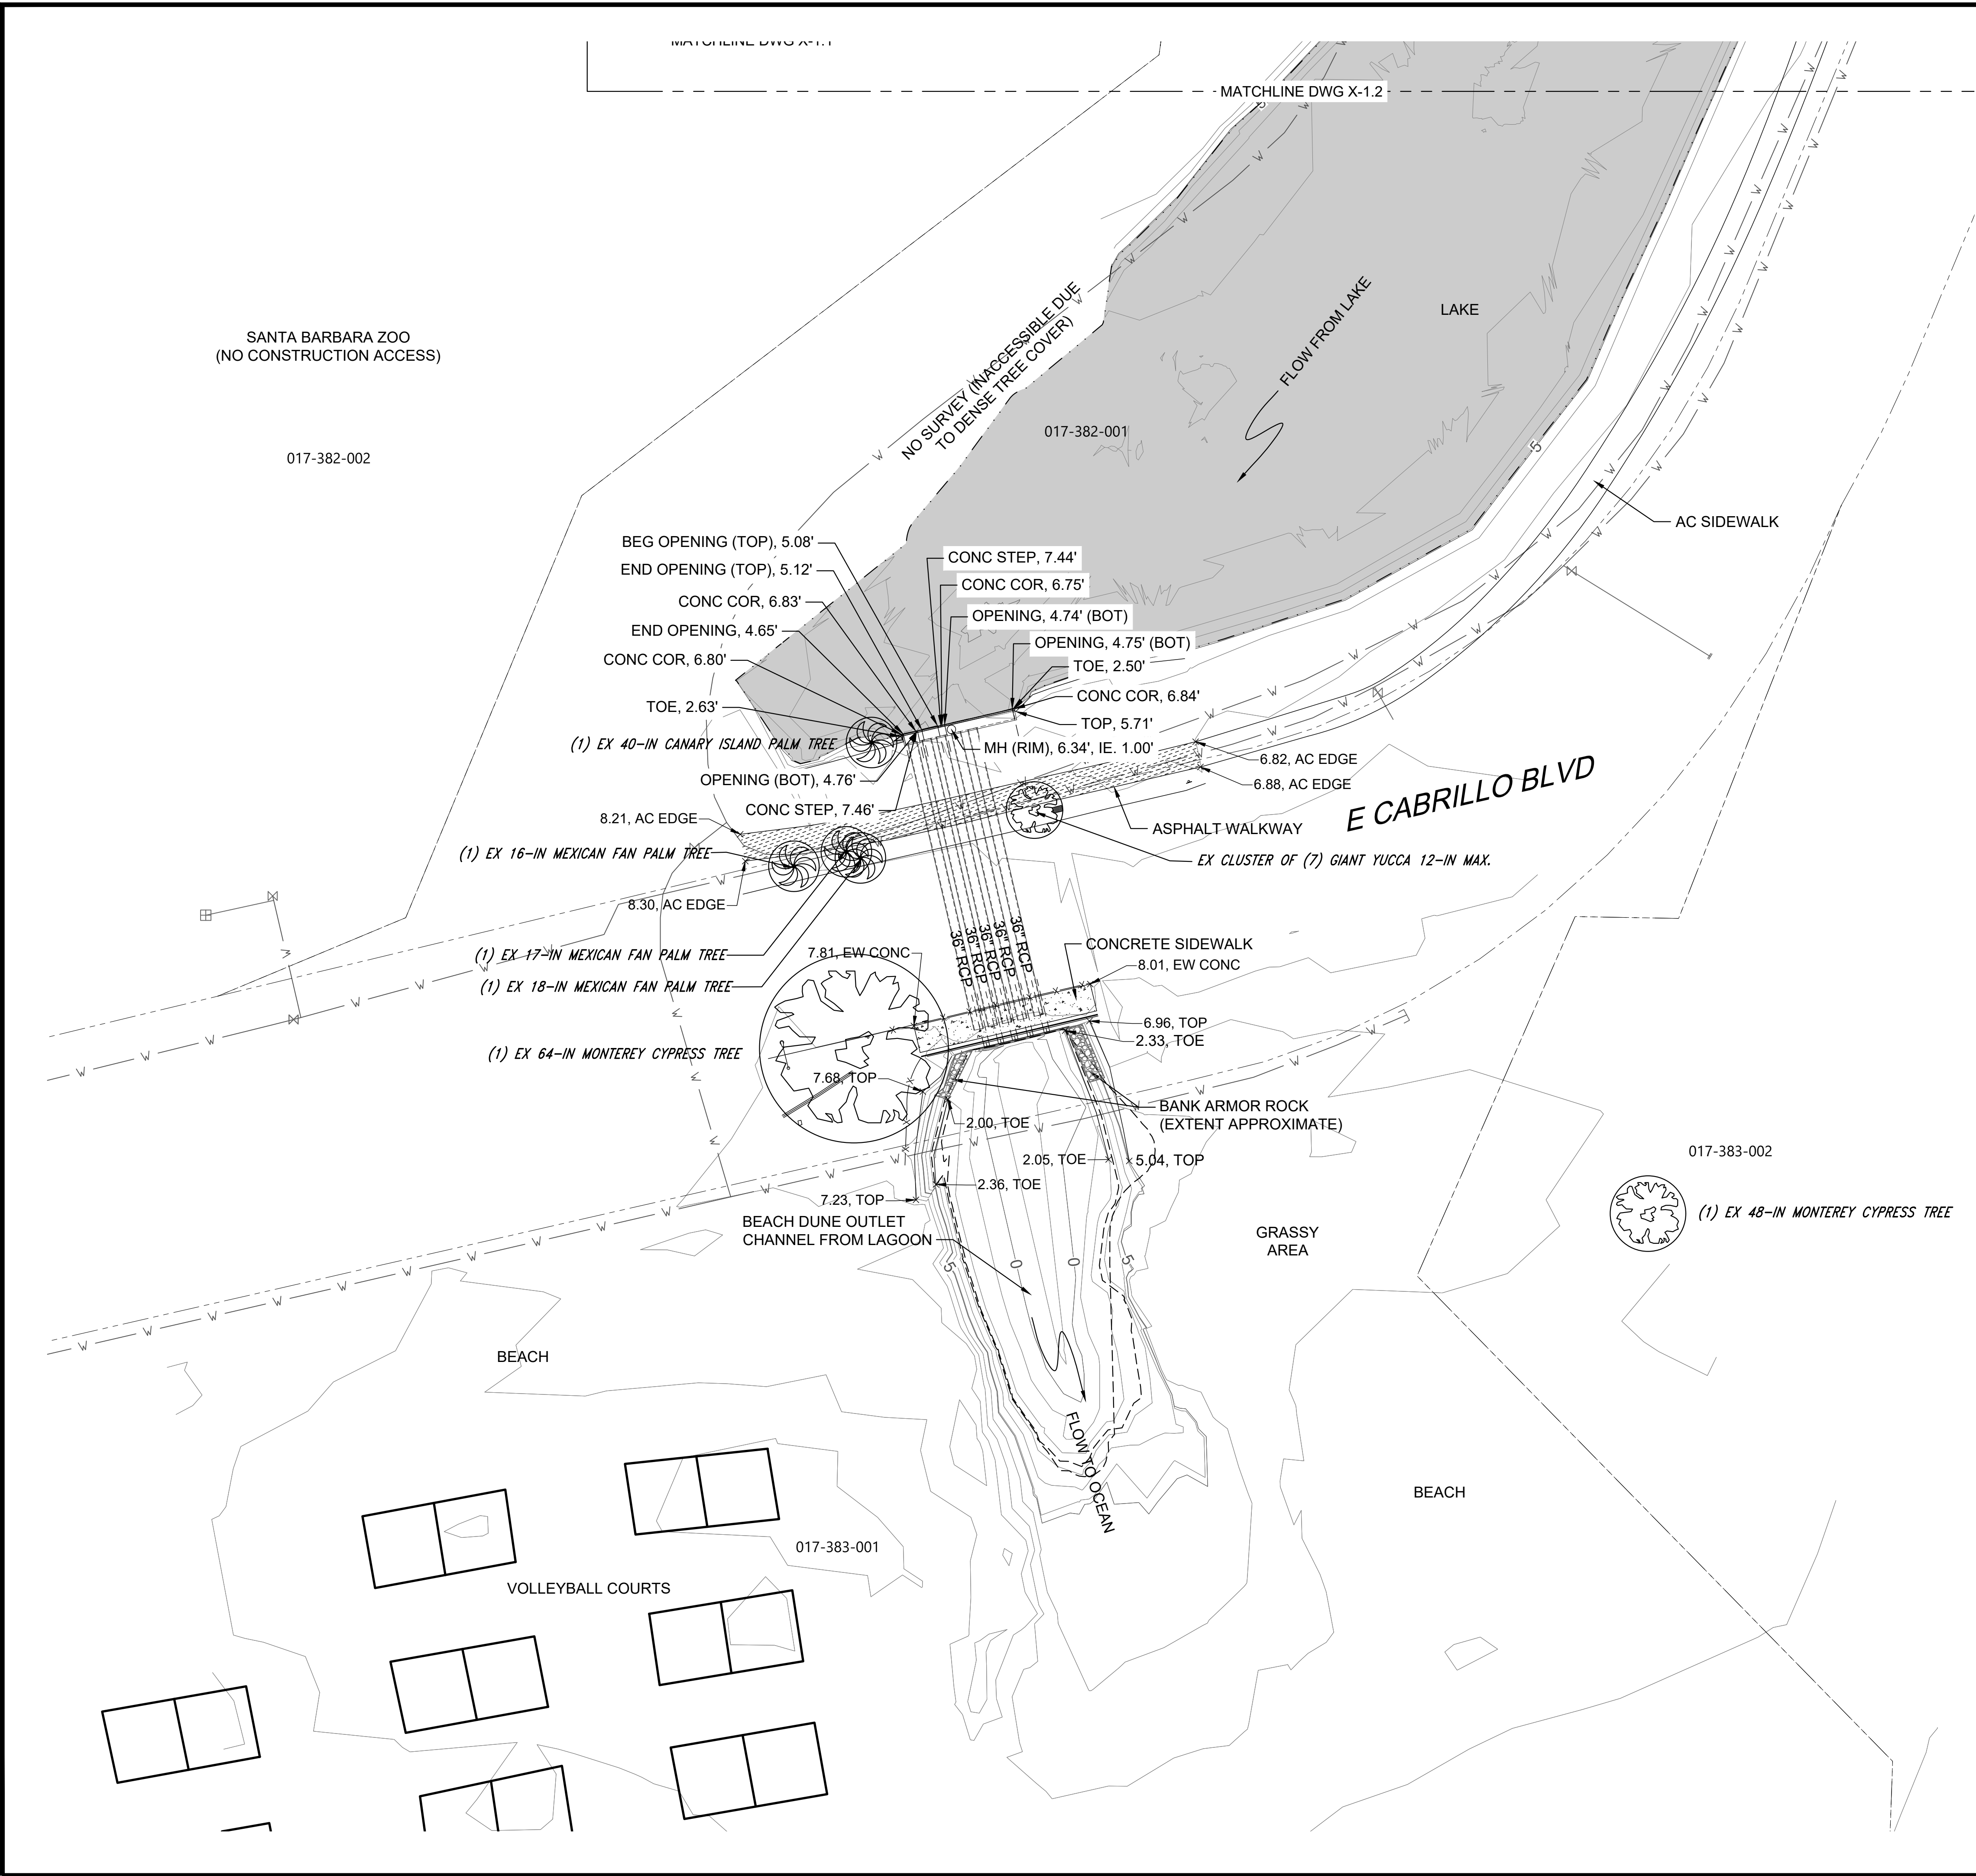 MATCHLINE DWG X-1.1
MATCHLINE DWG X-1.2
SANTA BARBARA ZOO
(NO CONSTRUCTION ACCESS)
017-382-002
NO SURVEY (INACCESSIBLE DUE
TO DENSE TREE COVER)
FLOW FROM LAKE
LAKE
017-382-001
5
5
AC SIDEWALK
BEG OPENING (TOP), 5.08'
END OPENING (TOP), 5.12'
CONC COR, 6.83'
END OPENING, 4.65'
CONC COR, 6.80'
TOE, 2.63'
(1) EX 40-IN CANARY ISLAND PALM TREE
OPENING (BOT), 4.76'
CONC STEP, 7.46'
CONC STEP, 7.44'
CONC COR, 6.75'
OPENING, 4.74' (BOT)
OPENING, 4.75' (BOT)
TOE, 2.50'
CONC COR, 6.84'
TOP, 5.71'
MH (RIM), 6.34', IE. 1.00'
6.82, AC EDGE
6.88, AC EDGE
E CABRILLO BLVD
ASPHALT WALKWAY
EX CLUSTER OF (7) GIANT YUCCA 12-IN MAX.
8.21, AC EDGE
(1) EX 16-IN MEXICAN FAN PALM TREE
8.30, AC EDGE
(1) EX 17-IN MEXICAN FAN PALM TREE
(1) EX 18-IN MEXICAN FAN PALM TREE
36" RCP
36" RCP
36" RCP
36" RCP
36" RCP
7.81, EW CONC
CONCRETE SIDEWALK
8.01, EW CONC
(1) EX 64-IN MONTEREY CYPRESS TREE
6.96, TOP
2.33, TOE
7.68, TOP
BANK ARMOR ROCK
(EXTENT APPROXIMATE)
2.00, TOE
2.05, TOE
5.04, TOP
2.36, TOE
7.23, TOP
BEACH DUNE OUTLET
CHANNEL FROM LAGOON
5
0
0
5
GRASSY
AREA
017-383-002
(1) EX 48-IN MONTEREY CYPRESS TREE
BEACH
FLOW TO OCEAN
BEACH
017-383-001
VOLLEYBALL COURTS
W
W
W
W
W
W
W
W
W
W
W
W